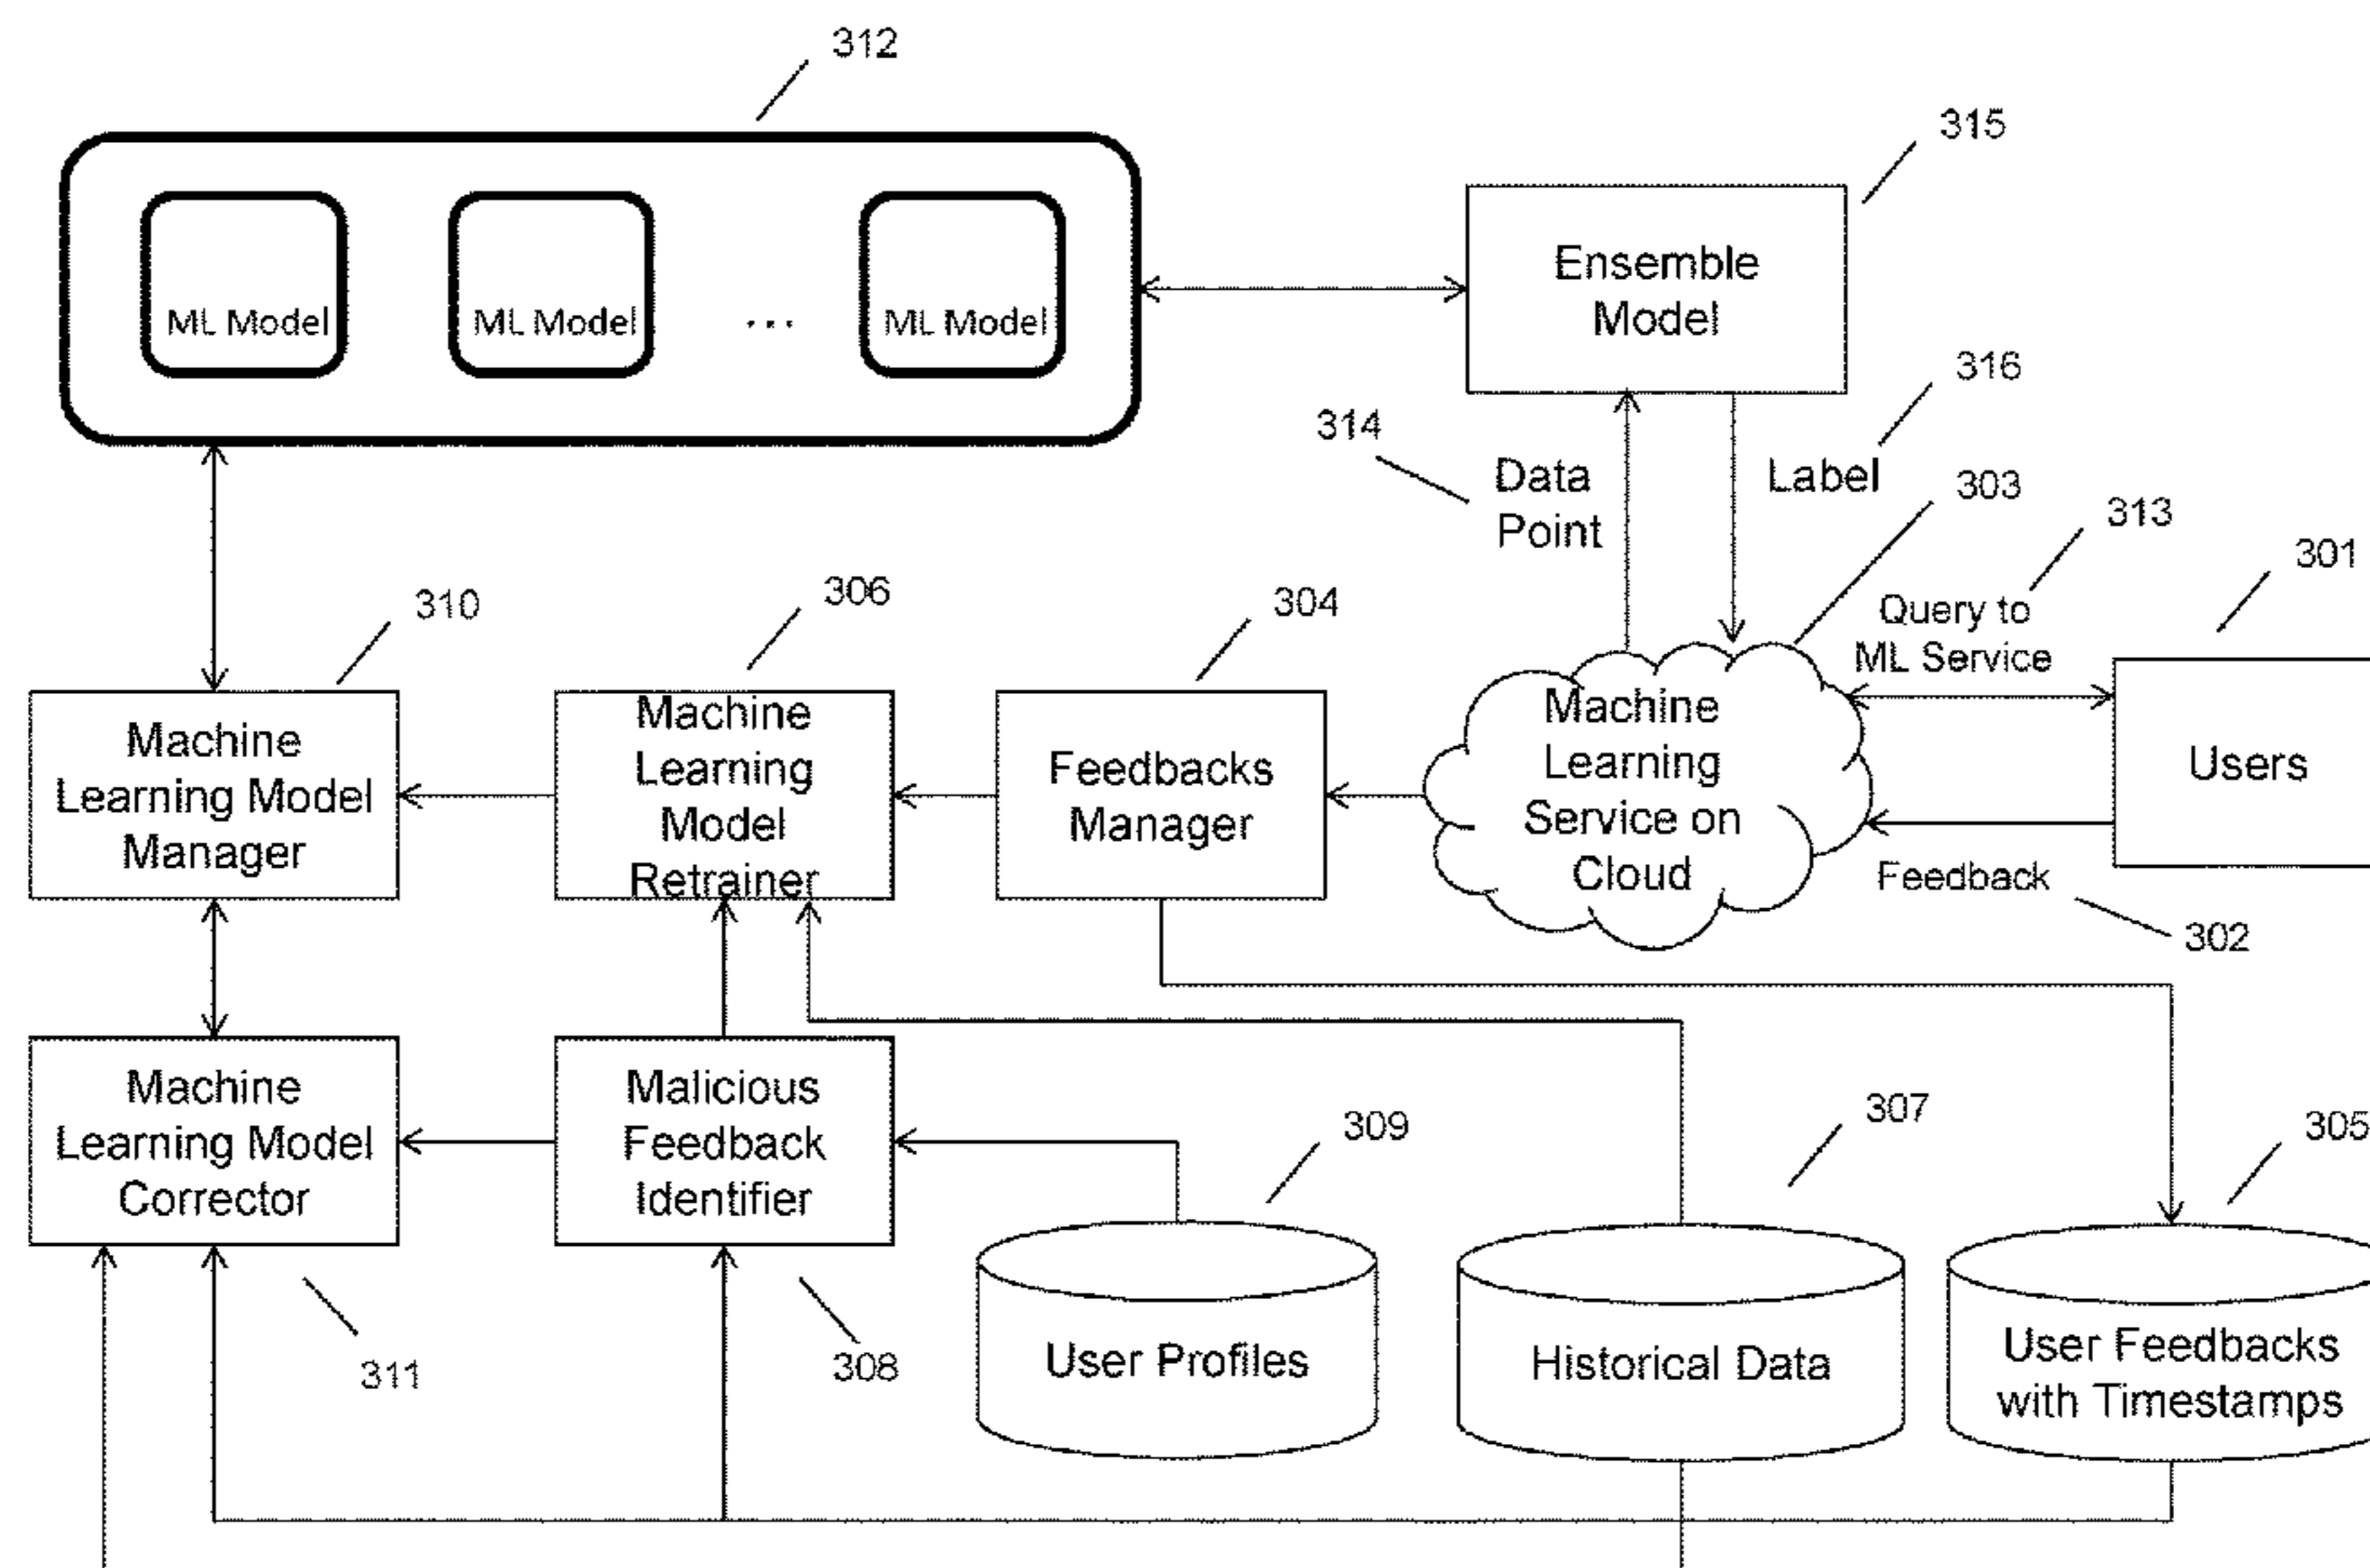 312
315
ML Model
ML Model
...
ML Model
Ensemble
Model
316
314
Data
Point
Label
303
313
301
Query to
ML Service
310
306
304
Machine
Learning Model
Manager
Machine
Learning
Model
Retrainer
Feedbacks
Manager
Machine
Learning
Service on
Cloud
Users
Feedback
302
Machine
Learning Model
Corrector
Malicious
Feedback
Identifier
309
307
305
311
308
User Profiles
Historical Data
User Feedbacks
with Timestamps